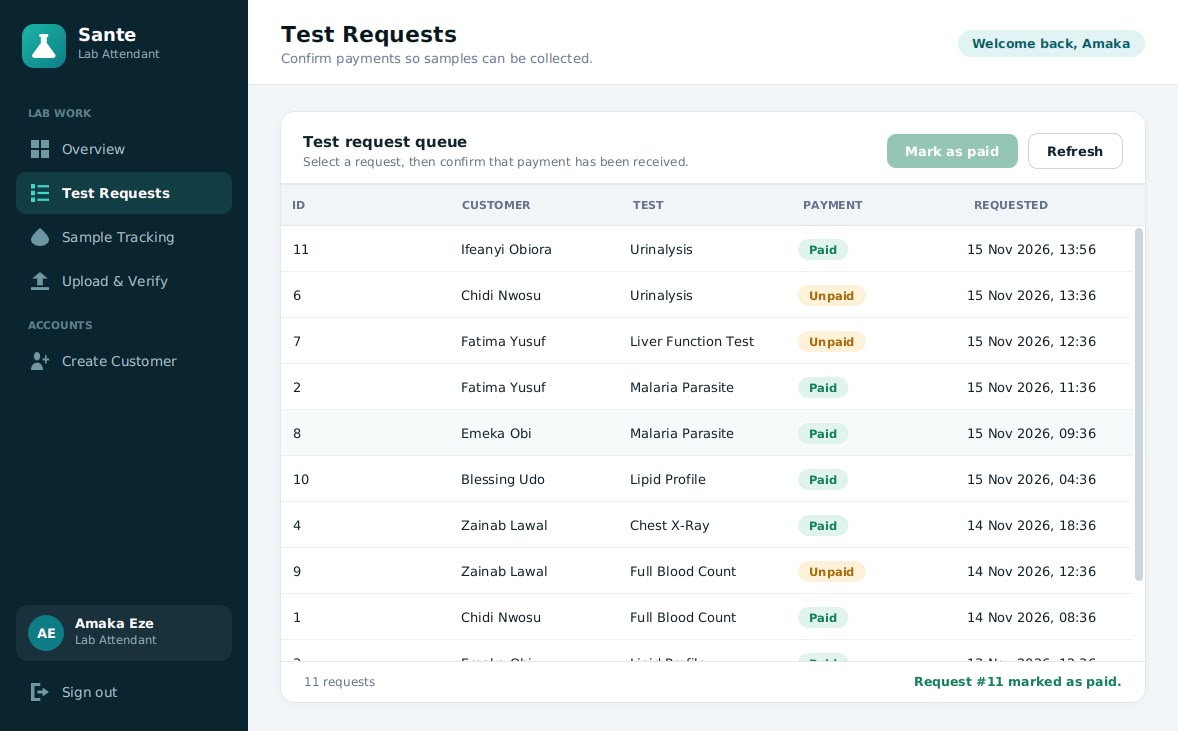 Sante
Lab Attendant
LAB WORK
Overview
Test Requests
Sample Tracking
Upload & Verify
ACCOUNTS
Create Customer
AE
Amaka Eze
Lab Attendant
Sign out
Test Requests
Confirm payments so samples can be collected.
Welcome back, Amaka
Test request queue
Select a request, then confirm that payment has been received.
Mark as paid
Refresh
ID CUSTOMER TEST PAYMENT REQUESTED
11 Ifeanyi Obiora Urinalysis Paid 15 Nov 2026, 13:56
6 Chidi Nwosu Urinalysis Unpaid 15 Nov 2026, 13:36
7 Fatima Yusuf Liver Function Test Unpaid 15 Nov 2026, 12:36
2 Fatima Yusuf Malaria Parasite Paid 15 Nov 2026, 11:36
8 Emeka Obi Malaria Parasite Paid 15 Nov 2026, 09:36
10 Blessing Udo Lipid Profile Paid 15 Nov 2026, 04:36
4 Zainab Lawal Chest X-Ray Paid 14 Nov 2026, 18:36
9 Zainab Lawal Full Blood Count Unpaid 14 Nov 2026, 12:36
1 Chidi Nwosu Full Blood Count Paid 14 Nov 2026, 08:36
Emeka Obi Lipid Profile Paid
11 requests
Request #11 marked as paid.